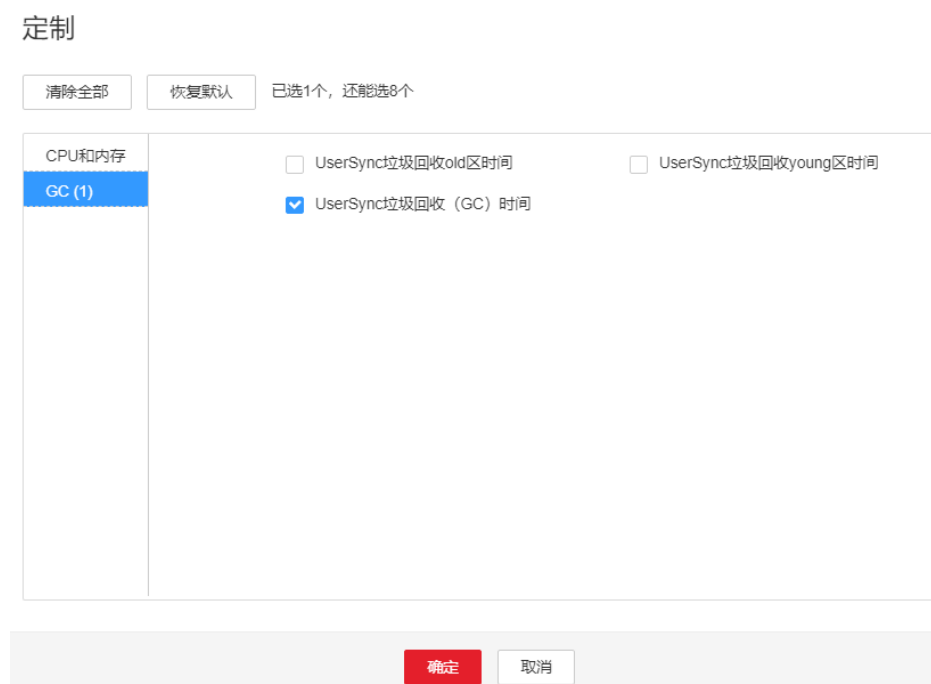 定制
清除全部 恢复默认 已选1个，还能选8个
CPU和内存
GC (1)
UserSync垃圾回收old区时间 UserSync垃圾回收young区时间
UserSync垃圾回收（GC）时间
确定 取消